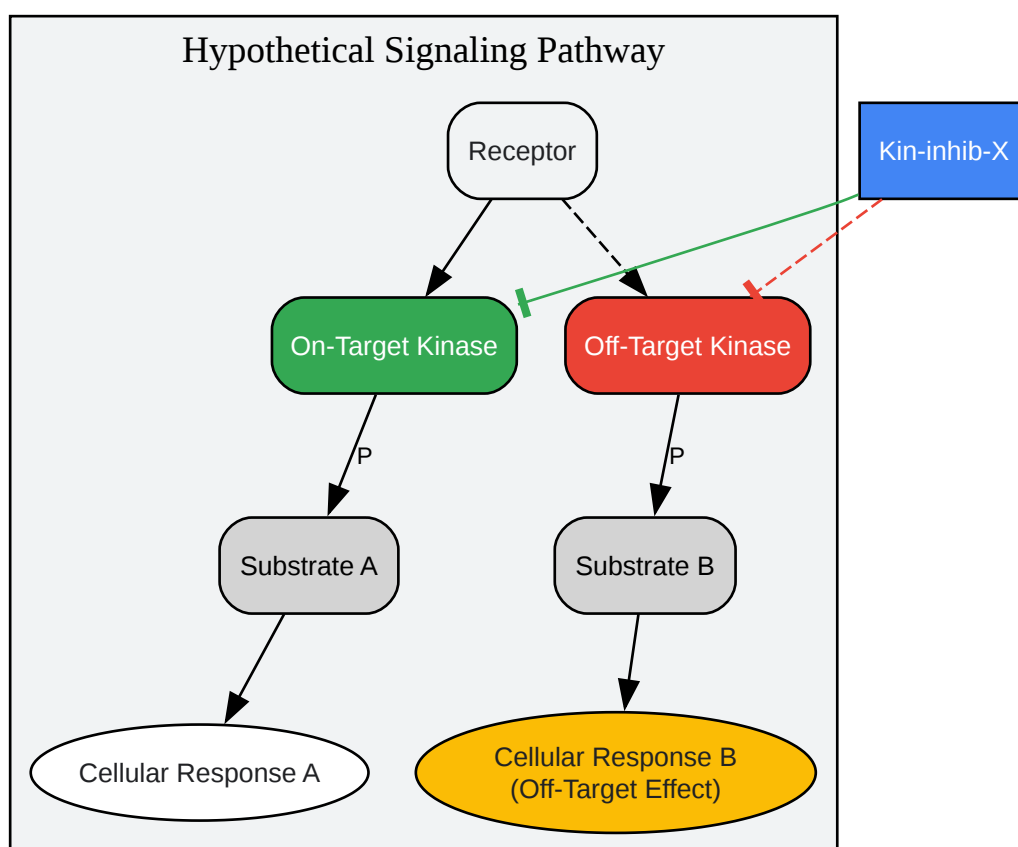 Hypothetical Signaling Pathway
Receptor
Kin-inhib-X
On-Target Kinase
Off-Target Kinase
P
P
Substrate A
Substrate B
Cellular Response A
Cellular Response B
(Off-Target Effect)